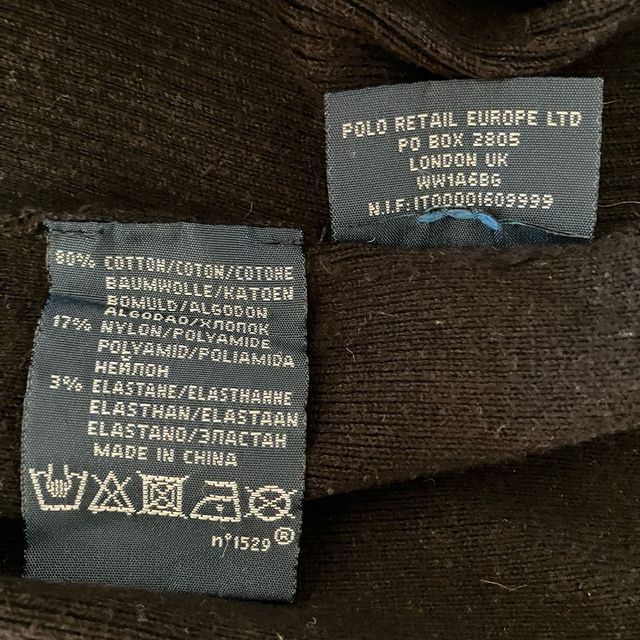 POLO RETAIL EUROPE LTD
PO BOX 2805
LONDON UK
WW1A6BG
N.I.F:IT00001609999
80% COTTON/COTON/COTONE
BAUMWOLLE/KATOEN
BOMULD/ALGODON
ALGODAO/ХЛОПОК
17% NYLON/POLYAMIDE
POLYAMID/POLIAMIDA
НЕЙЛОН
3% ELASTANE/ELASTHANNE
ELASTHAN/ELASTAAN
ELASTANO/ЭЛАСТАН
MADE IN CHINA
n°1529®